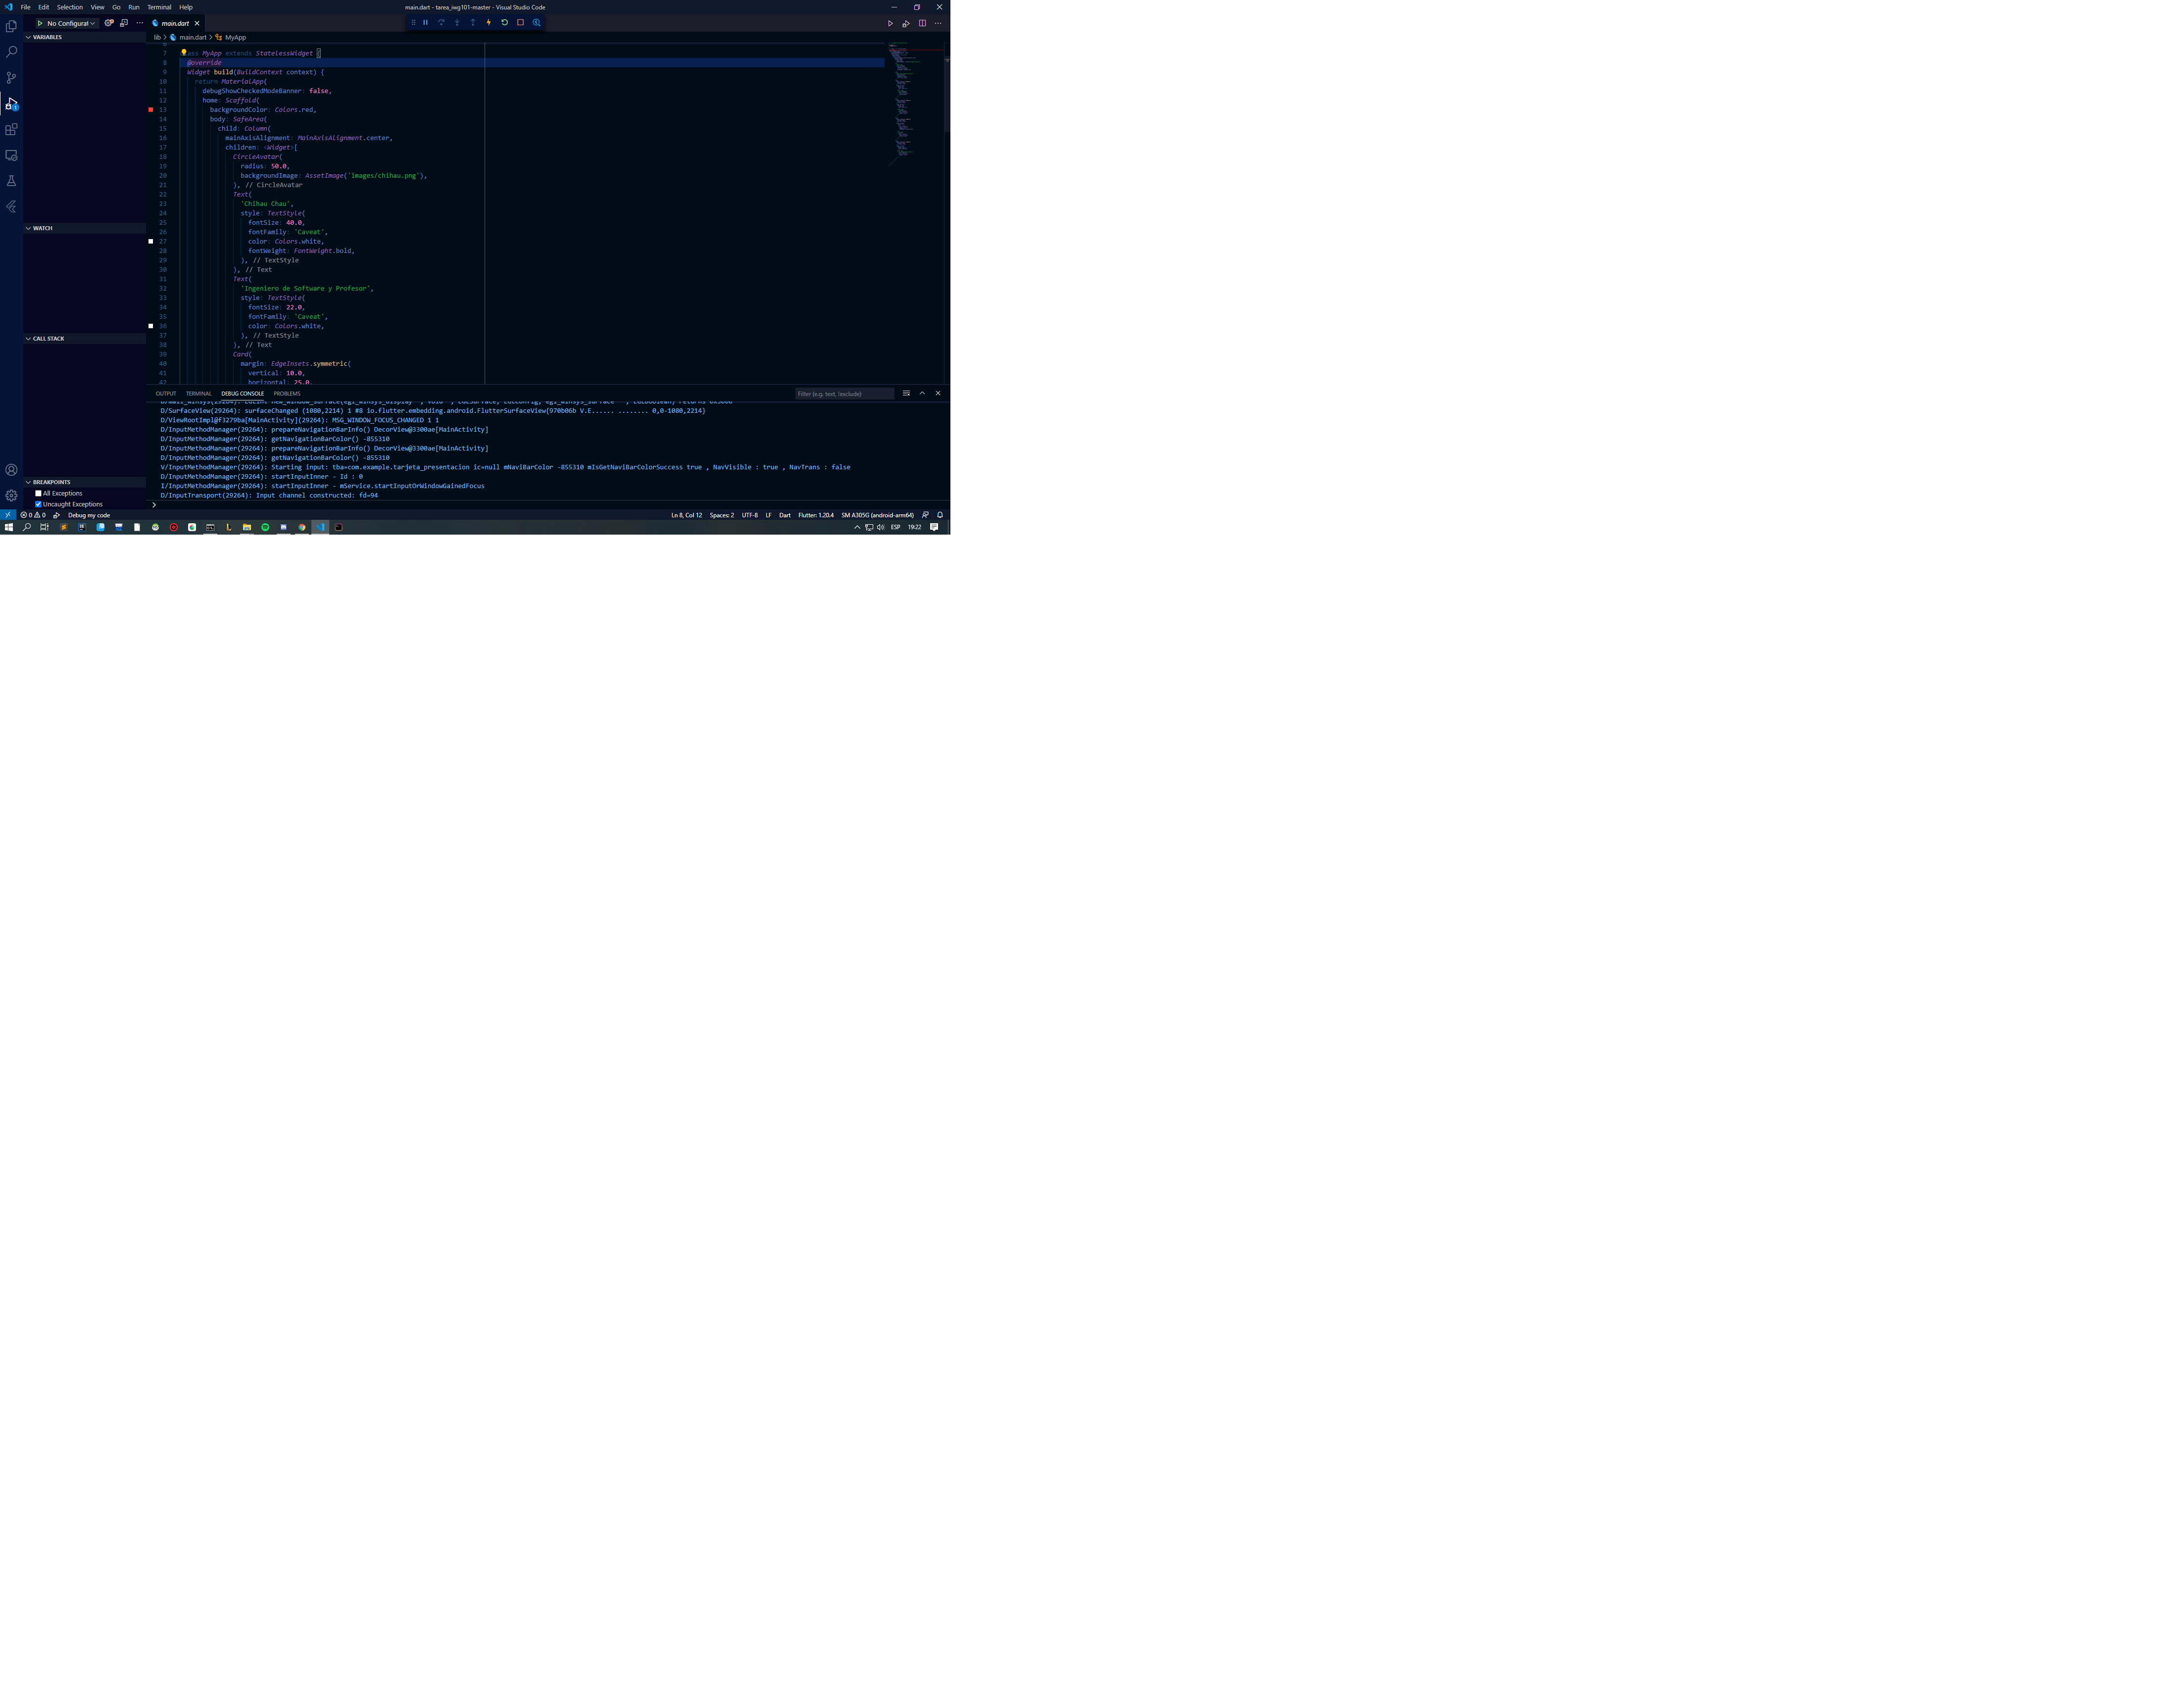 File Edit Selection View Go Run Terminal Help
main.dart - tarea_iwg101-master - Visual Studio Code
No Configurat
main.dart
VARIABLES
lib > main.dart > MyApp
6
7 ass MyApp extends StatelessWidget {
8 @override
9 Widget build(BuildContext context) {
10 return MaterialApp(
11 debugShowCheckedModeBanner: false,
12 home: Scaffold(
13 backgroundColor: Colors.red,
14 body: SafeArea(
15 child: Column(
16 mainAxisAlignment: MainAxisAlignment.center,
17 children: <Widget>[
18 CircleAvatar(
19 radius: 50.0,
20 backgroundImage: AssetImage('images/chihau.png'),
21 ), // CircleAvatar
22 Text(
23 'Chihau Chau',
24 style: TextStyle(
25 fontSize: 40.0,
26 fontFamily: 'Caveat',
27 color: Colors.white,
28 fontWeight: FontWeight.bold,
29 ), // TextStyle
30 ), // Text
31 Text(
32 'Ingeniero de Software y Profesor',
33 style: TextStyle(
34 fontSize: 22.0,
35 fontFamily: 'Caveat',
36 color: Colors.white,
37 ), // TextStyle
38 ), // Text
39 Card(
40 margin: EdgeInsets.symmetric(
41 vertical: 10.0,
42 horizontal: 25.0,
WATCH
CALL STACK
BREAKPOINTS
All Exceptions
Uncaught Exceptions
OUTPUT TERMINAL DEBUG CONSOLE PROBLEMS
Filter (e.g. text, !exclude)
D/SurfaceView(29264): surfaceChanged (1080,2214) 1 #8 io.flutter.embedding.android.FlutterSurfaceView{970b06b V.E...... ........ 0,0-1080,2214}
D/ViewRootImpl@f3279ba[MainActivity](29264): MSG_WINDOW_FOCUS_CHANGED 1 1
D/InputMethodManager(29264): prepareNavigationBarInfo() DecorView@3300ae[MainActivity]
D/InputMethodManager(29264): getNavigationBarColor() -855310
D/InputMethodManager(29264): prepareNavigationBarInfo() DecorView@3300ae[MainActivity]
D/InputMethodManager(29264): getNavigationBarColor() -855310
V/InputMethodManager(29264): Starting input: tba=com.example.tarjeta_presentacion ic=null mNaviBarColor -855310 mIsGetNaviBarColorSuccess true , NavVisible : true , NavTrans : false
D/InputMethodManager(29264): startInputInner - Id : 0
I/InputMethodManager(29264): startInputInner - mService.startInputOrWindowGainedFocus
D/InputTransport(29264): Input channel constructed: fd=94
0 0 Debug my code
Ln 8, Col 12 Spaces: 2 UTF-8 LF Dart Flutter: 1.20.4 SM A305G (android-arm64)
ESP 19:22